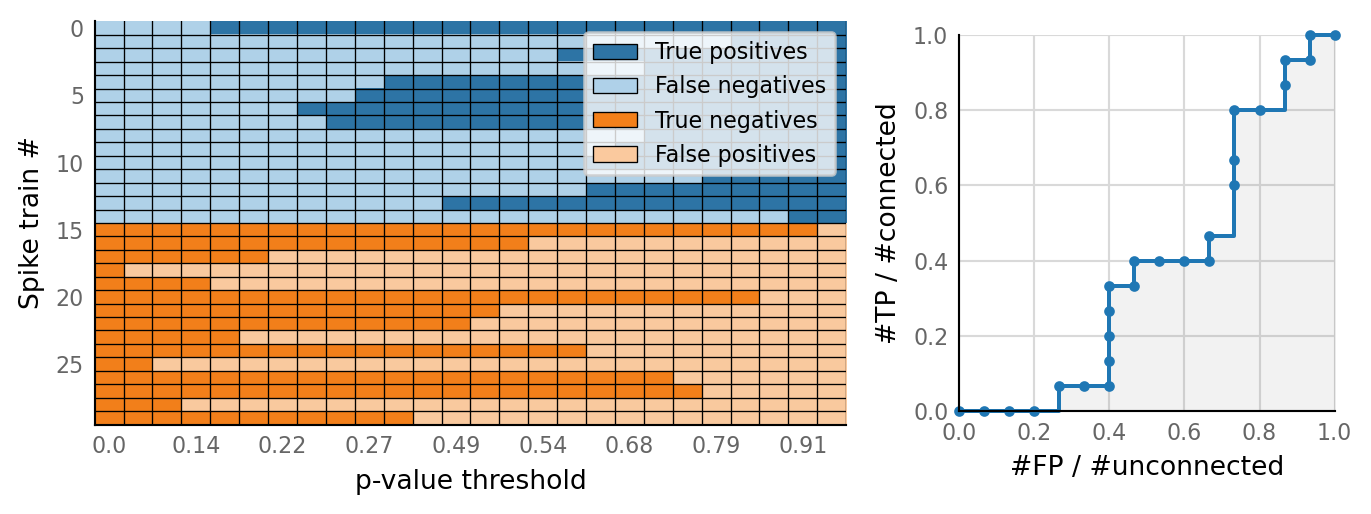 0
5
10
15
20
25
Spike train #
0.0 0.14 0.22 0.27 0.49 0.54 0.68 0.79 0.91
p-value threshold
True positives
False negatives
True negatives
False positives
1.0
0.8
0.6
0.4
0.2
0.0
#TP / #connected
0.0 0.2 0.4 0.6 0.8 1.0
#FP / #unconnected